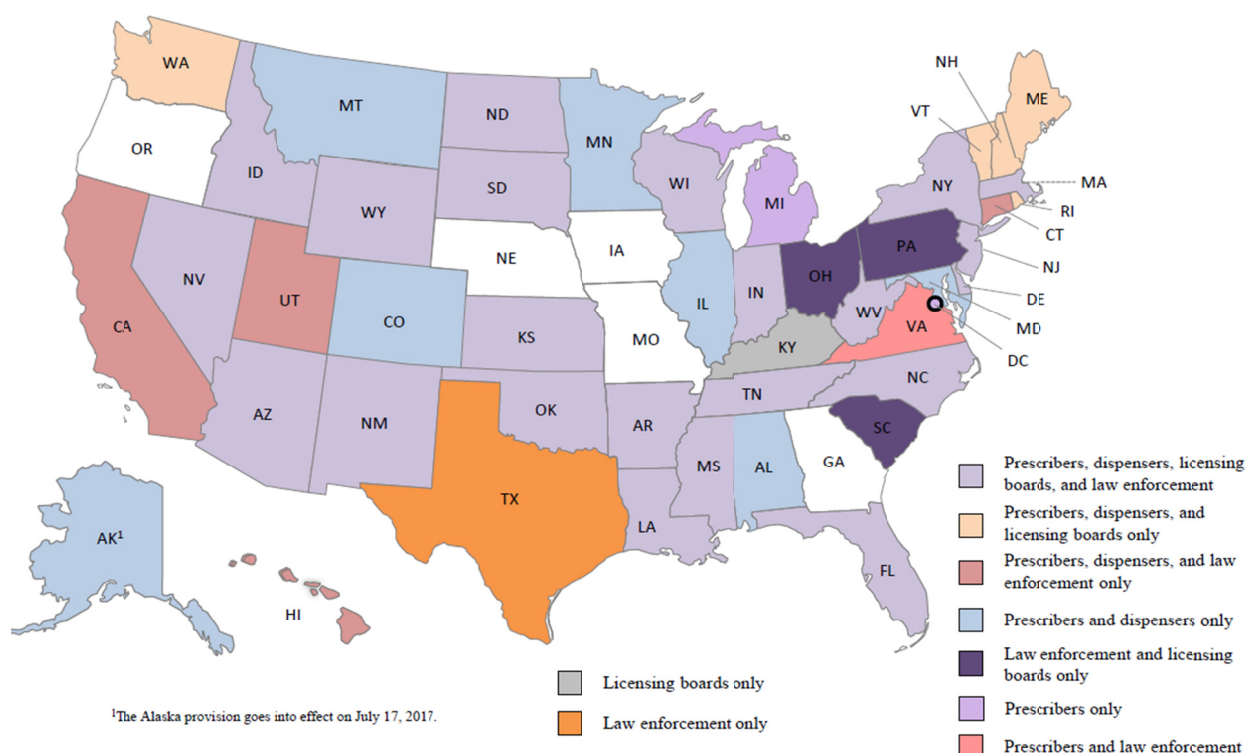 WA
MT
ND
MN
OR
ID
WY
SD
WI
MI
NY
NH
VT
ME
MA
RI
CT
NJ
DE
MD
DC
NV
UT
CA
CO
NE
IA
KS
MO
IL
IN
OH
PA
WV
VA
KY
AZ
NM
OK
AR
TN
NC
SC
TX
LA
MS
AL
GA
FL
AK¹
HI
Prescribers, dispensers, licensing
boards, and law enforcement
Prescribers, dispensers, and
licensing boards only
Prescribers, dispensers, and law
enforcement only
Prescribers and dispensers only
Law enforcement and licensing
boards only
Prescribers only
Prescribers and law enforcement
Licensing boards only
Law enforcement only
¹The Alaska provision goes into effect on July 17, 2017.